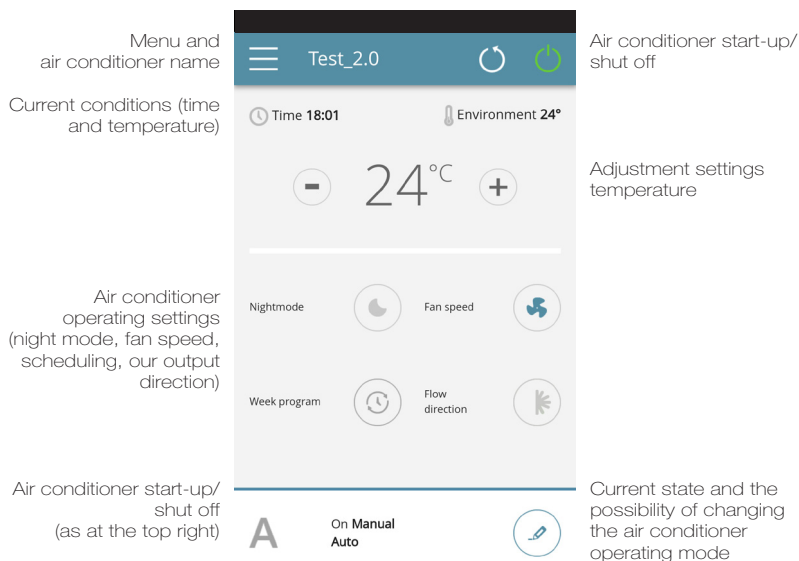 Menu and
air conditioner name
Test_2.0
Air conditioner start-up/
shut off
Current conditions (time
and temperature)
Time 18:01
Environment 24°
24°C
Adjustment settings
temperature
Air conditioner
operating settings
(night mode, fan speed,
scheduling, our output
direction)
Nightmode
Fan speed
Week program
Flow
direction
Air conditioner start-up/
shut off
(as at the top right)
A
On Manual
Auto
Current state and the
possibility of changing
the air conditioner
operating mode